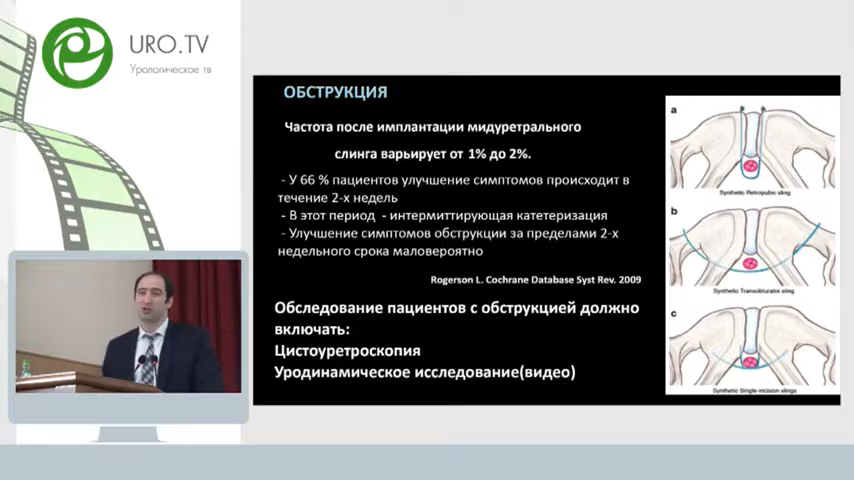 URO.TV
Урологическое тв
ОБСТРУКЦИЯ
Частота после имплантации мидуретрального
слинга варьирует от 1% до 2%.
- У 66 % пациентов улучшение симптомов происходит в
течение 2-х недель
- В этот период - интермиттирующая катетеризация
- Улучшение симптомов обструкции за пределами 2-х
недельного срока маловероятно
Rogerson L. Cochrane Database Syst Rev. 2009
Обследование пациентов с обструкцией должно
включать:
Цистоуретроскопия
Уродинамическое исследование(видео)
a
Synthetic Retropubic sling
b
Synthetic Transobturator sling
c
Synthetic Single-incision slings